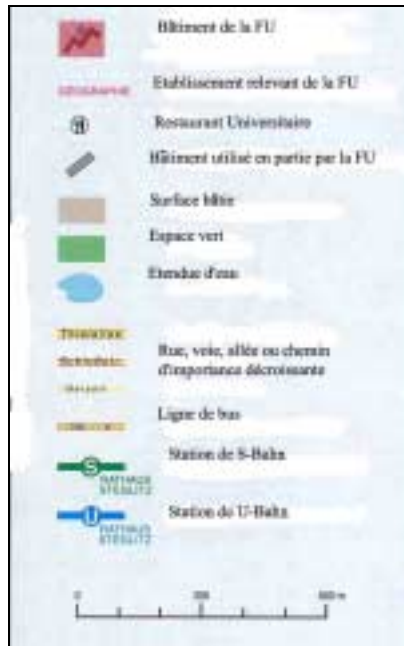 Bâtiment de la FU
GEOGRAPHIE Etablissement relevant de la FU
Restaurant Universitaire
Bâtiment utilisé en partie par la FU
Surface bâtie
Espace vert
Etendue d'eau
Rue, voie, allée ou chemin
d'importance décroissante
Ligne de bus
S Station de S-Bahn
RATHAUS
STEGLITZ
U Station de U-Bahn
RATHAUS
STEGLITZ
0